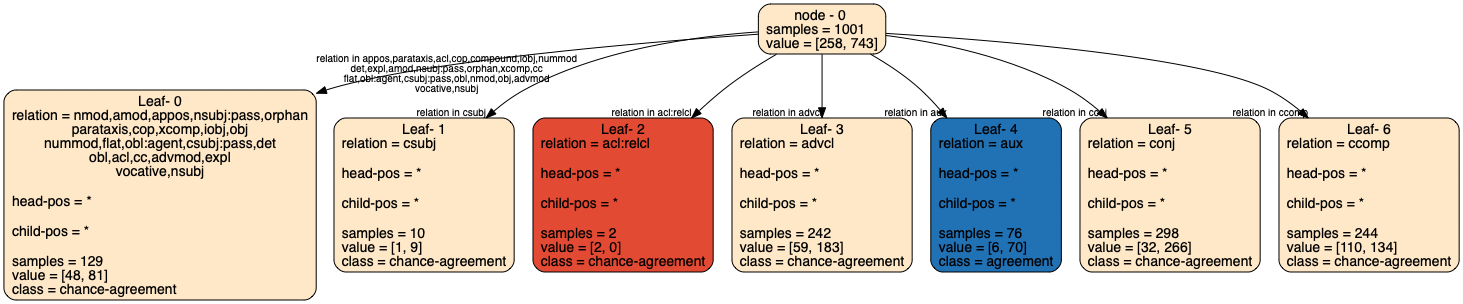 node - 0
samples = 1001
value = [258, 743]
relation in appos,parataxis,acl,cop,compound,iobj,nummod
det,expl,amod,nsubj:pass,orphan,xcomp,cc
flat,obl:agent,csubj:pass,obl,nmod,obj,advmod
vocative,nsubj
relation in csubj
relation in acl:relcl
relation in advcl
relation in aux
relation in conj
relation in ccomp
Leaf- 0
relation = nmod,amod,appos,nsubj:pass,orphan
parataxis,cop,xcomp,iobj,obj
nummod,flat,obl:agent,csubj:pass,det
obl,acl,cc,advmod,expl
vocative,nsubj
head-pos = *
child-pos = *
samples = 129
value = [48, 81]
class = chance-agreement
Leaf- 1
relation = csubj
head-pos = *
child-pos = *
samples = 10
value = [1, 9]
class = chance-agreement
Leaf- 2
relation = acl:relcl
head-pos = *
child-pos = *
samples = 2
value = [2, 0]
class = chance-agreement
Leaf- 3
relation = advcl
head-pos = *
child-pos = *
samples = 242
value = [59, 183]
class = chance-agreement
Leaf- 4
relation = aux
head-pos = *
child-pos = *
samples = 76
value = [6, 70]
class = agreement
Leaf- 5
relation = conj
head-pos = *
child-pos = *
samples = 298
value = [32, 266]
class = chance-agreement
Leaf- 6
relation = ccomp
head-pos = *
child-pos = *
samples = 244
value = [110, 134]
class = chance-agreement